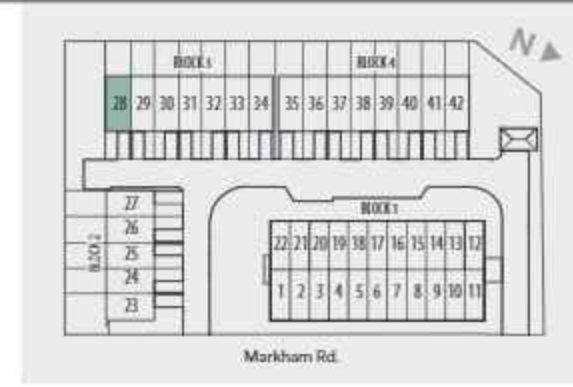 N
BLOCK 3 BLOCK 4
28 29 30 31 32 33 34 35 36 37 38 39 40 41 42
27
26
25
24
23
BLOCK 2
BLOCK 1
22 21 20 19 18 17 16 15 14 13 12
1 2 3 4 5 6 7 8 9 10 11
Markham Rd.